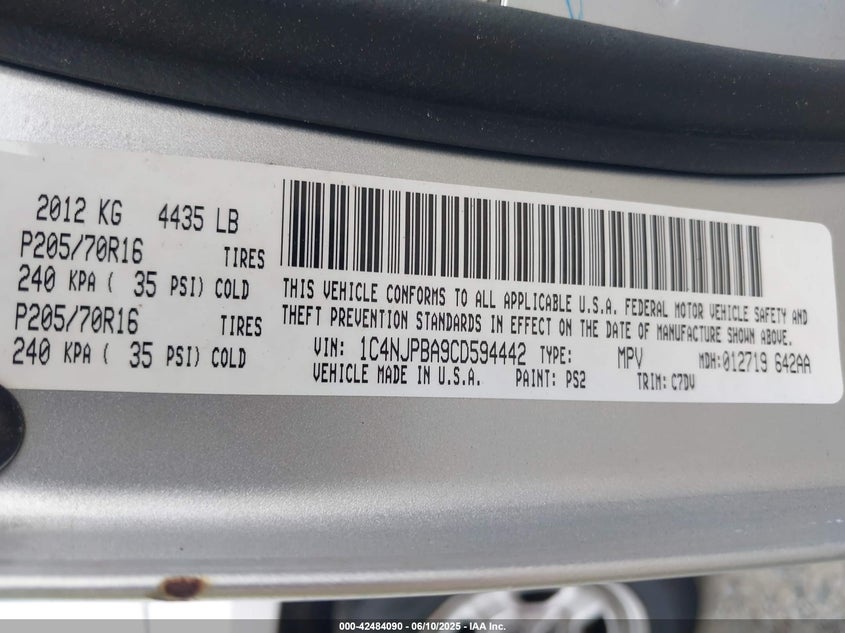 2012 KG 4435 LB
P205/70R16 TIRES
240 KPA ( 35 PSI) COLD
P205/70R16 TIRES
240 KPA ( 35 PSI) COLD
THIS VEHICLE CONFORMS TO ALL APPLICABLE U.S.A. FEDERAL MOTOR VEHICLE SAFETY AND
THEFT PREVENTION STANDARDS IN EFFECT ON THE DATE OF MANUFACTURE SHOWN ABOVE.
VIN: 1C4NJPBA9CD594442 TYPE: MPV MDH:012719 642AA
VEHICLE MADE IN U.S.A. PAINT: PS2 TRIM: C7DV
000-42484090 - 06/10/2025 - IAA Inc.